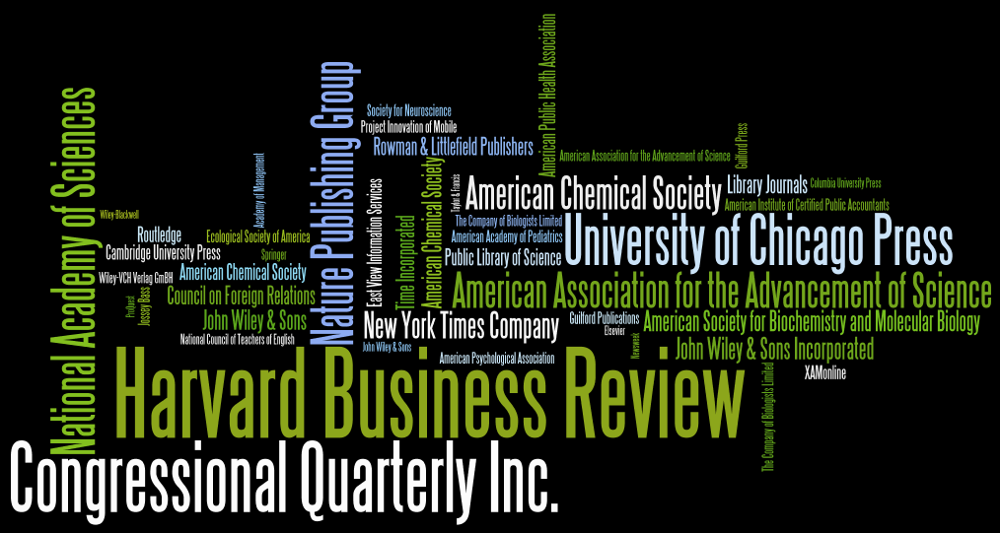 American Public Health Association
National Academy of Sciences
Nature Publishing Group
Society for Neuroscience
Project Innovation of Mobile
Rowman & Littlefield Publishers
American Association for the Advancement of Science
Guilford Press
Academy of Management
American Chemical Society
East View Information Services
Taylor & Francis
American Chemical Society
Library Journals
Columbia University Press
American Institute of Certified Public Accountants
Wiley-Blackwell
Routledge
Ecological Society of America
Time Incorporated
The Company of Biologists Limited
American Academy of Pediatrics
University of Chicago Press
Cambridge University Press
Springer
Public Library of Science
Wiley-VCH Verlag GmBH
American Chemical Society
ProQuest
Jossey Bass
Council on Foreign Relations
American Association for the Advancement of Science
John Wiley & Sons
New York Times Company
Guilford Publications
Elsevier
American Society for Biochemistry and Molecular Biology
National Council of Teachers of English
John Wiley & Sons
Newsweek
John Wiley & Sons Incorporated
American Psychological Association
XAMonline
The Company of Biologists Limited
Harvard Business Review
Congressional Quarterly Inc.